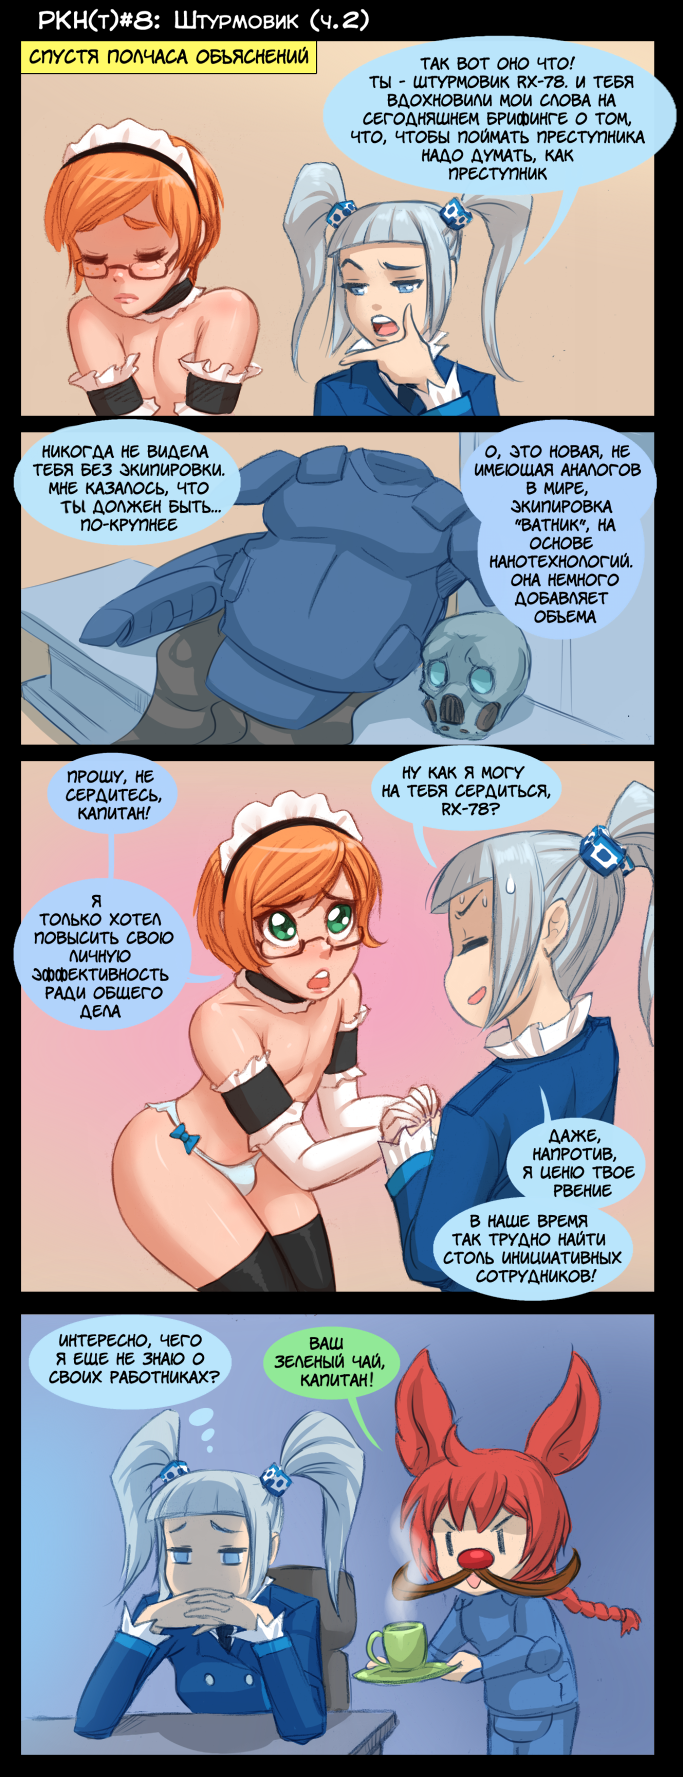 РКН(т)#8: Штурмовик (ч.2)
СПУСТЯ ПОЛЧАСА ОБЪЯСНЕНИЙ
ТАК ВОТ ОНО ЧТО!
ТЫ - ШТУРМОВИК RX-78. И ТЕБЯ
ВДОХНОВИЛИ МОИ СЛОВА НА
СЕГОДНЯШНЕМ БРИФИНГЕ О ТОМ,
ЧТО, ЧТОБЫ ПОЙМАТЬ ПРЕСТУПНИКА
НАДО ДУМАТЬ, КАК
ПРЕСТУПНИК
НИКОГДА НЕ ВИДЕЛА
ТЕБЯ БЕЗ ЭКИПИРОВКИ.
МНЕ КАЗАЛОСЬ, ЧТО
ТЫ ДОЛЖЕН БЫТЬ...
ПО-КРУПНЕЕ
О, ЭТО НОВАЯ, НЕ
ИМЕЮЩАЯ АНАЛОГОВ
В МИРЕ,
ЭКИПИРОВКА
"ВАТНИК", НА
ОСНОВЕ
НАНОТЕХНОЛОГИЙ.
ОНА НЕМНОГО
ДОБАВЛЯЕТ
ОБЪЕМА
ПРОШУ, НЕ
СЕРДИТЕСЬ,
КАПИТАН!
НУ КАК Я МОГУ
НА ТЕБЯ СЕРДИТЬСЯ,
RX-78?
Я
ТОЛЬКО ХОТЕЛ
ПОВЫСИТЬ СВОЮ
ЛИЧНУЮ
ЭФФЕКТИВНОСТЬ
РАДИ ОБЩЕГО
ДЕЛА
ДАЖЕ,
НАПРОТИВ,
Я ЦЕНЮ ТВОЕ
РВЕНИЕ
В НАШЕ ВРЕМЯ
ТАК ТРУДНО НАЙТИ
СТОЛЬ ИНИЦИАТИВНЫХ
СОТРУДНИКОВ!
ИНТЕРЕСНО, ЧЕГО
Я ЕЩЕ НЕ ЗНАЮ О
СВОИХ РАБОТНИКАХ?
ВАШ
ЗЕЛЕНЫЙ ЧАЙ,
КАПИТАН!